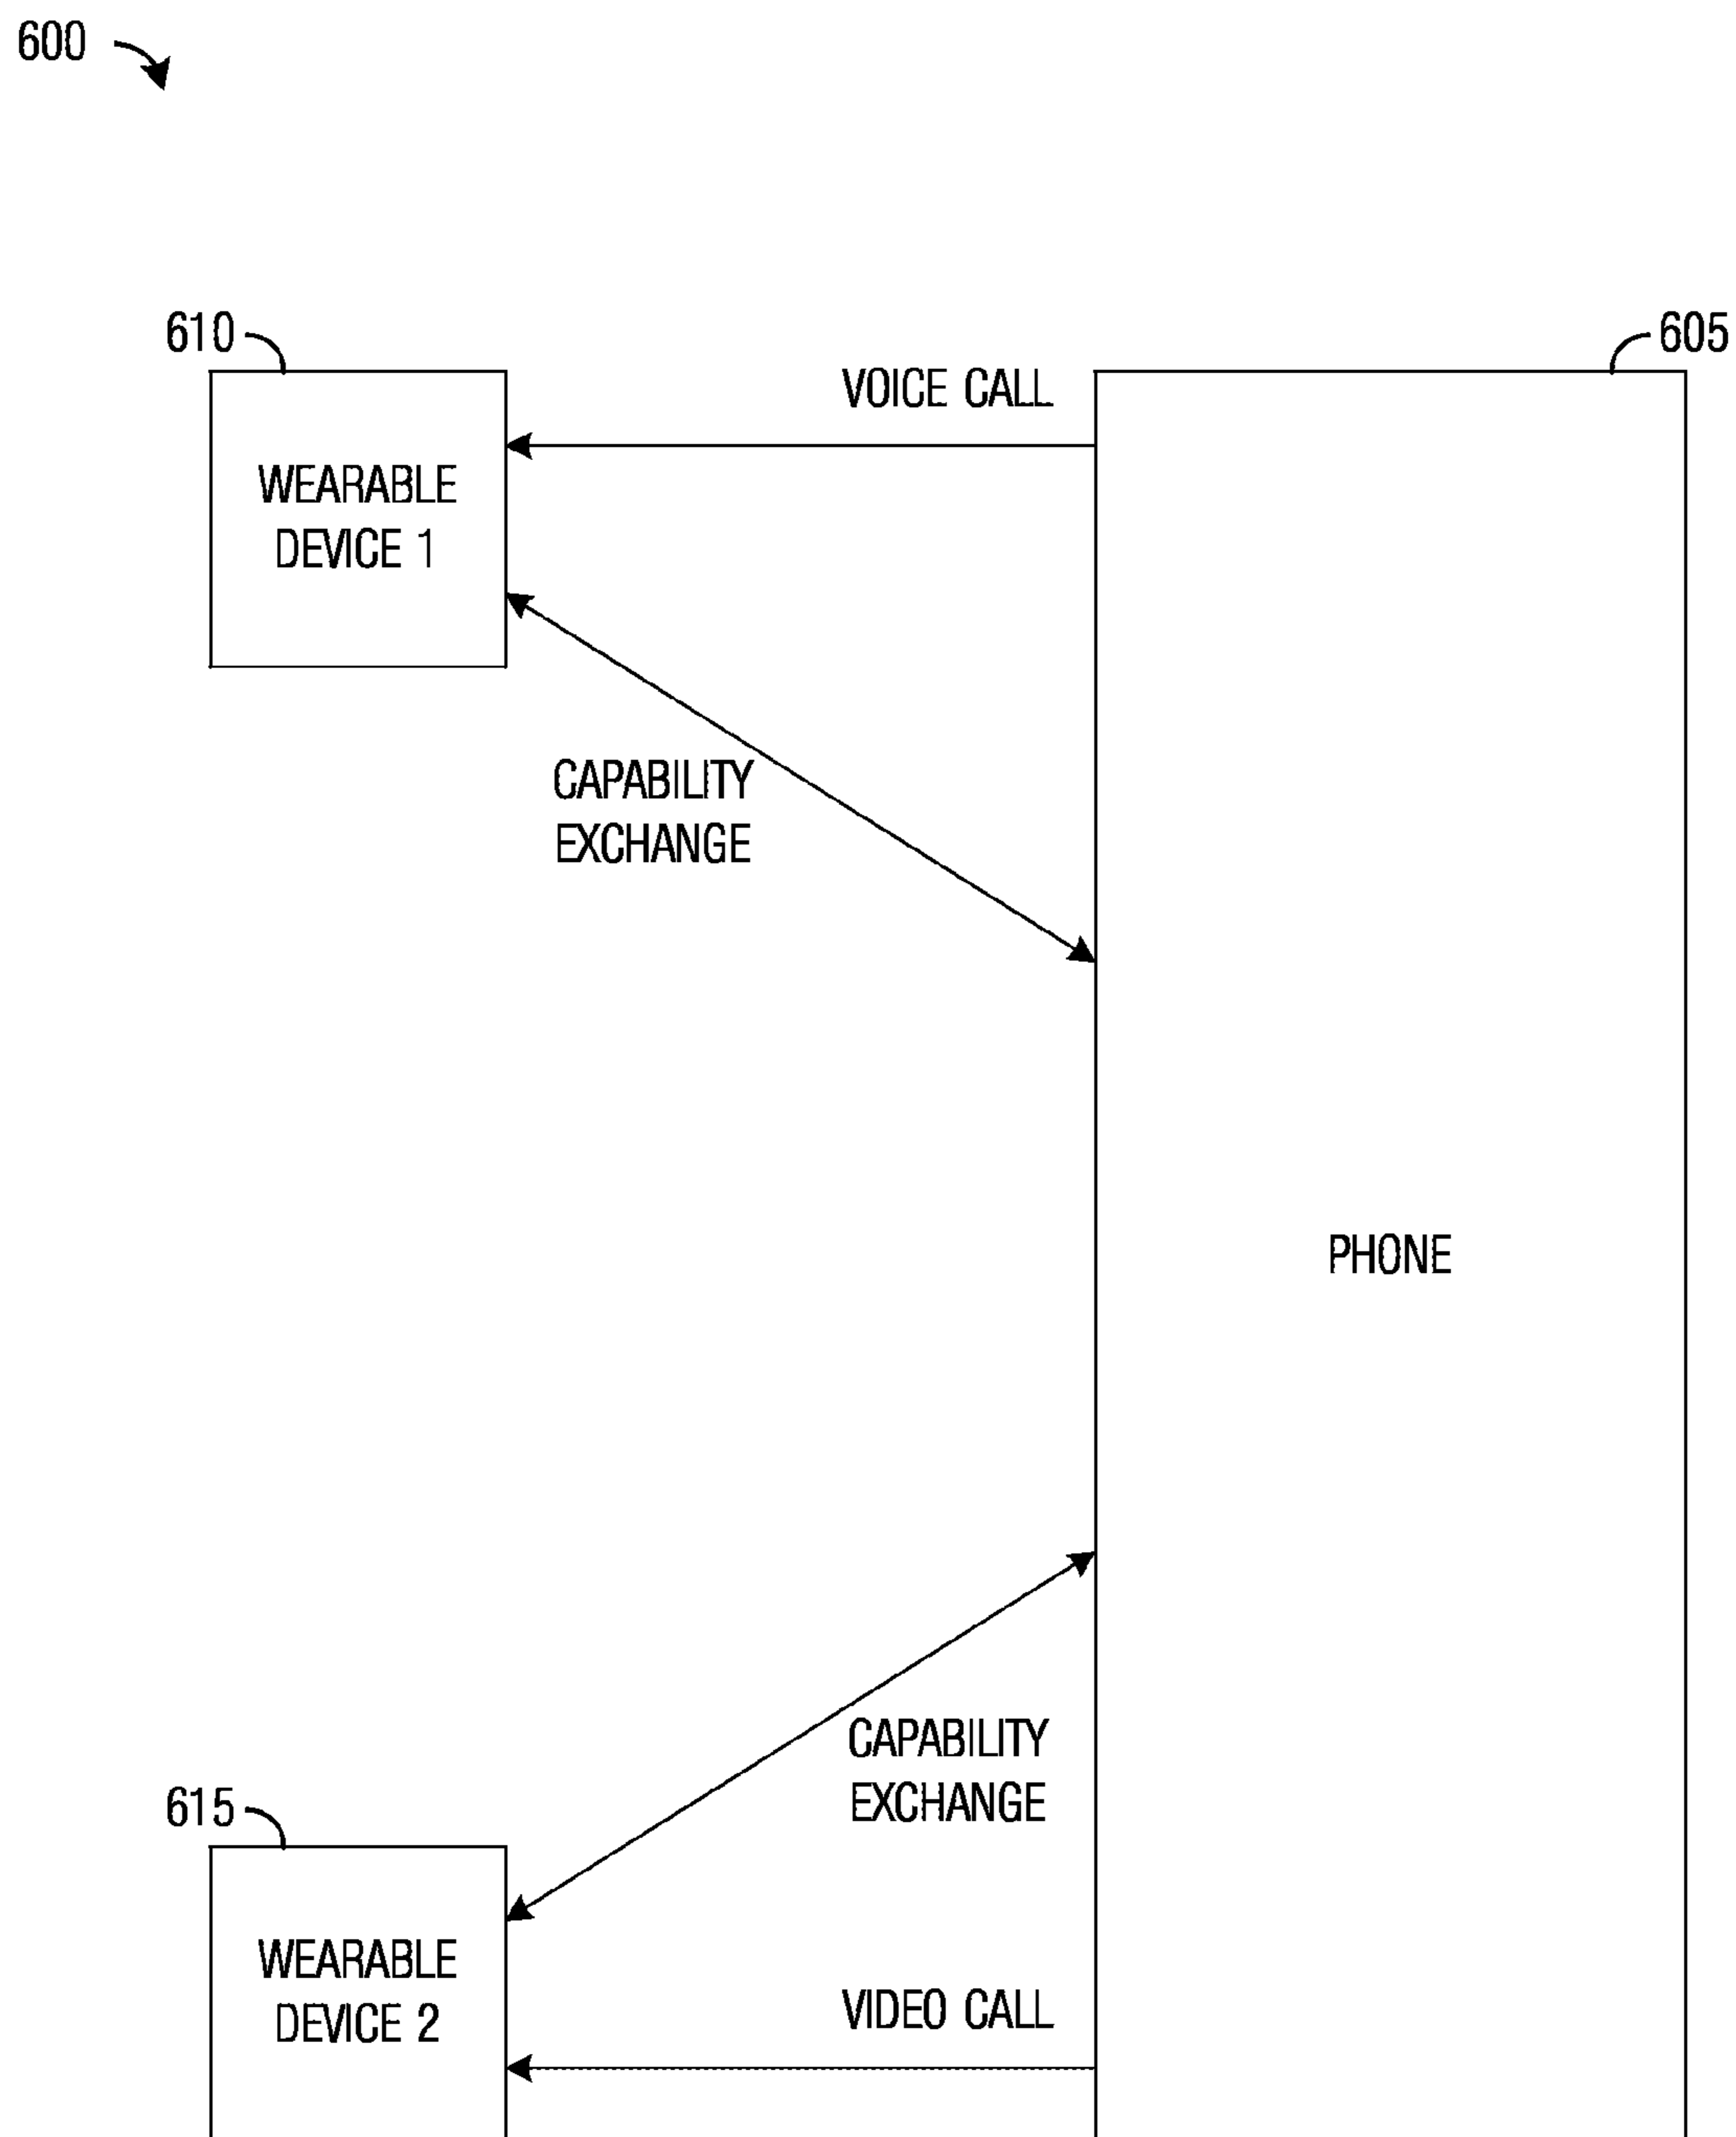 600
610
605
VOICE CALL
WEARABLE
DEVICE 1
CAPABILITY
EXCHANGE
PHONE
CAPABILITY
EXCHANGE
615
WEARABLE
DEVICE 2
VIDEO CALL